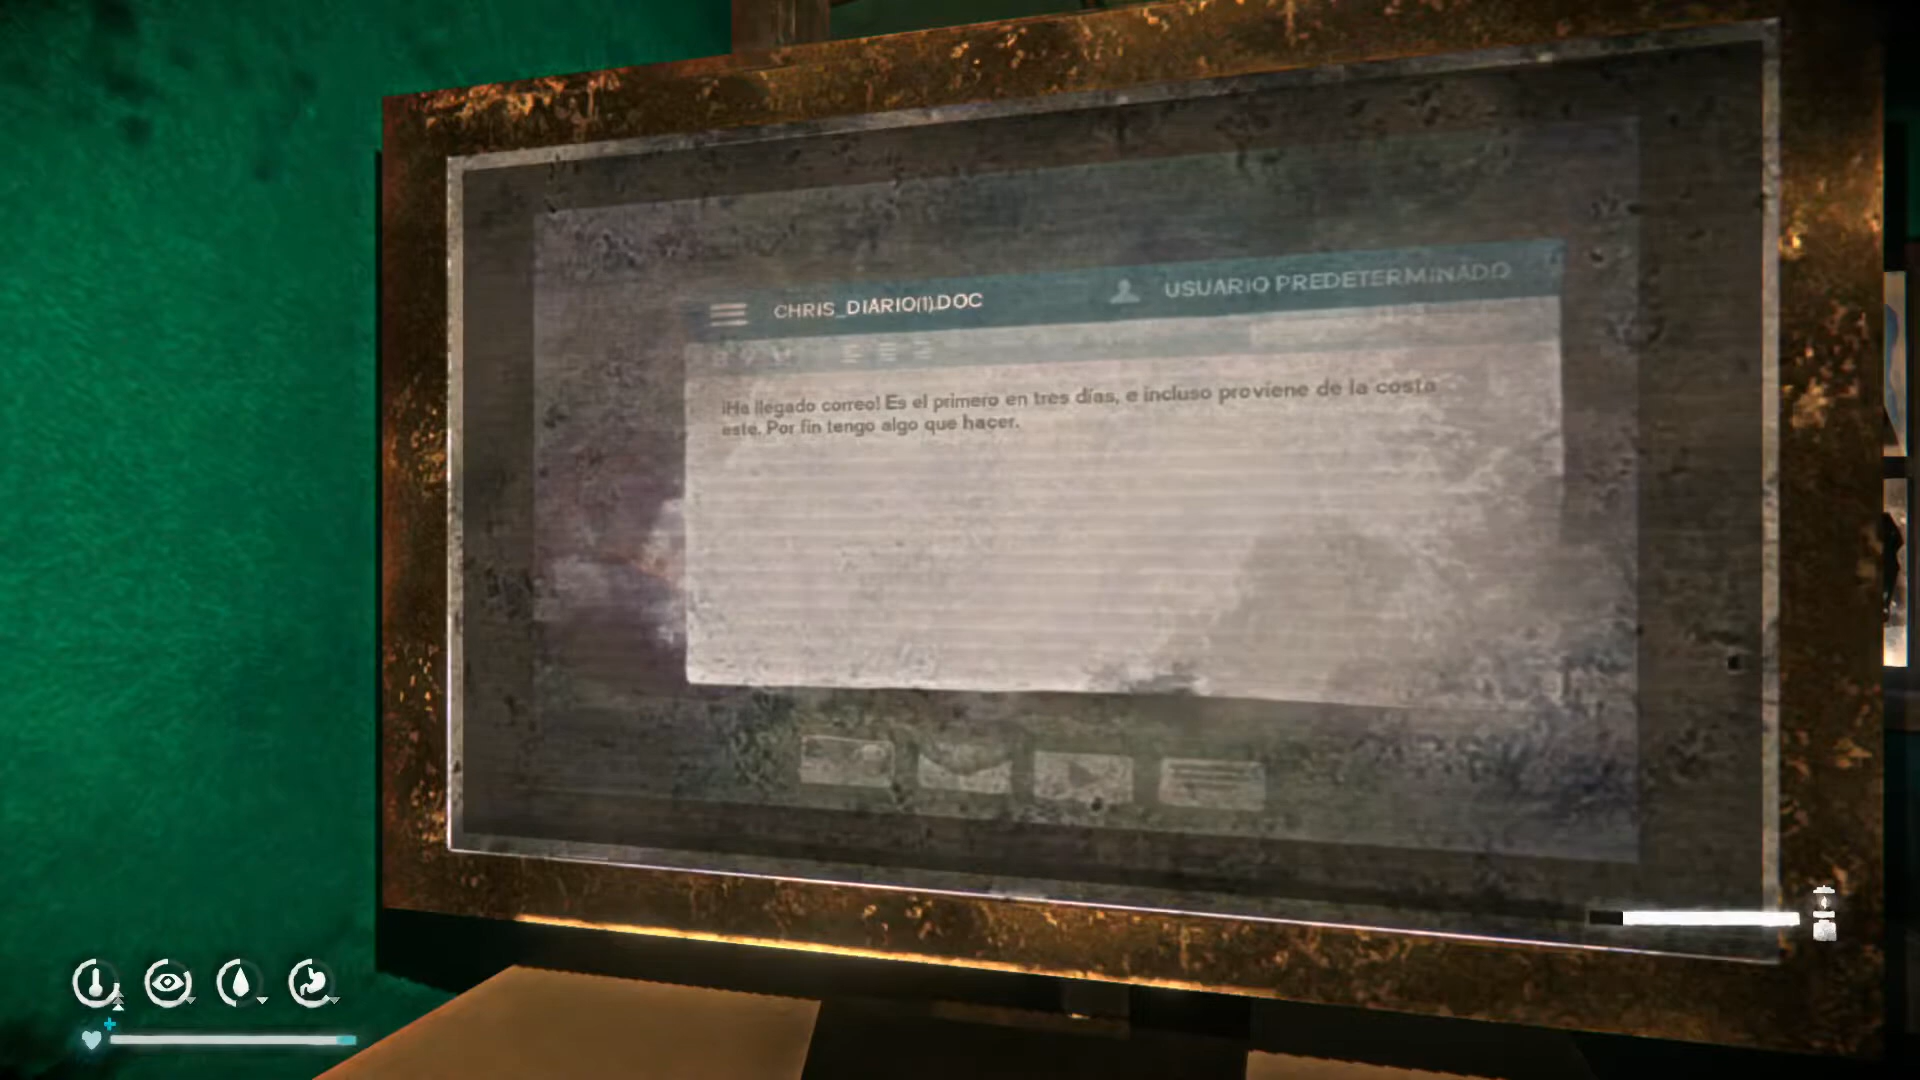 CHRIS_DIARIO(1).DOC
USUARIO PREDETERMINADO
¡Ha llegado correo! Es el primero en tres días, e incluso proviene de la costa
este. Por fin tengo algo que hacer.